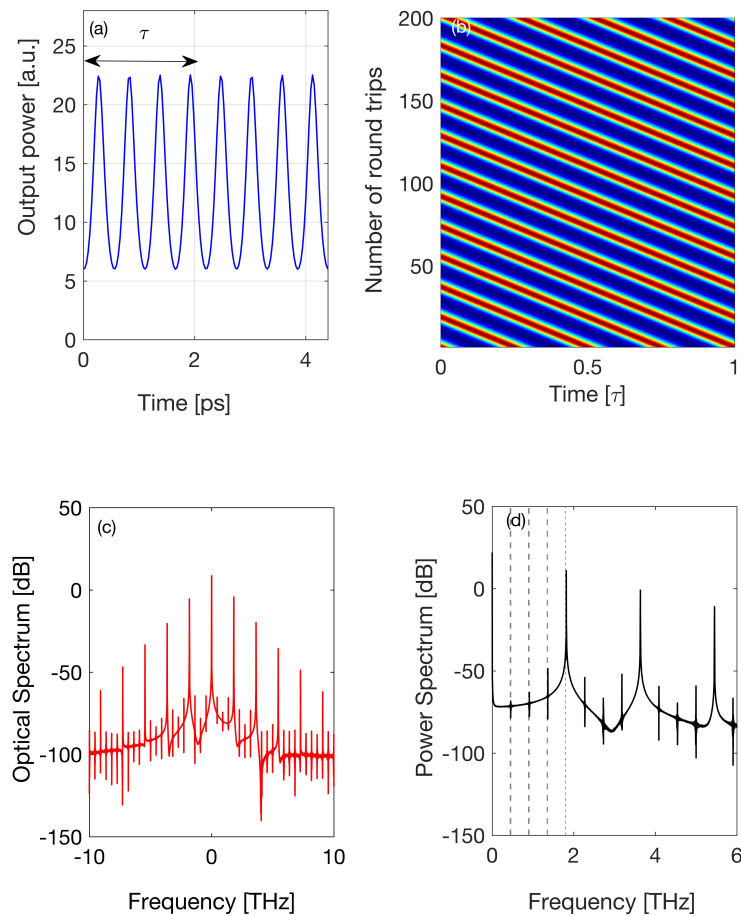 (a)
τ
25
20
15
10
5
0
0
2
4
Output power [a.u.]
Time [ps]
(b)
200
150
100
50
0
0.5
1
Number of round trips
Time [τ]
(c)
50
0
-50
-100
-150
-10
0
10
Optical Spectrum [dB]
Frequency [THz]
(d)
50
0
-50
-100
-150
0
2
4
6
Power Spectrum [dB]
Frequency [THz]